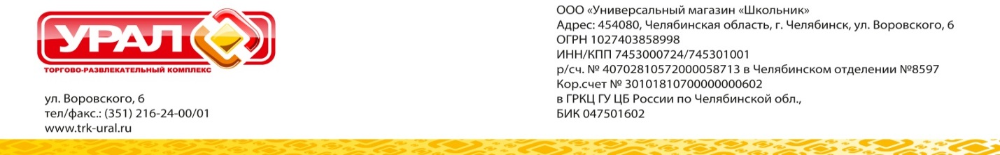 УРАЛ
ТОРГОВО-РАЗВЛЕКАТЕЛЬНЫЙ КОМПЛЕКС
ул. Воровского, 6
тел/факс.: (351) 216-24-00/01
www.trk-ural.ru
ООО «Универсальный магазин «Школьник»
Адрес: 454080, Челябинская область, г. Челябинск, ул. Воровского, 6
ОГРН 1027403858998
ИНН/КПП 7453000724/745301001
р/сч. № 40702810572000058713 в Челябинском отделении №8597
Кор.счет № 30101810700000000602
в ГРКЦ ГУ ЦБ России по Челябинской обл.,
БИК 047501602